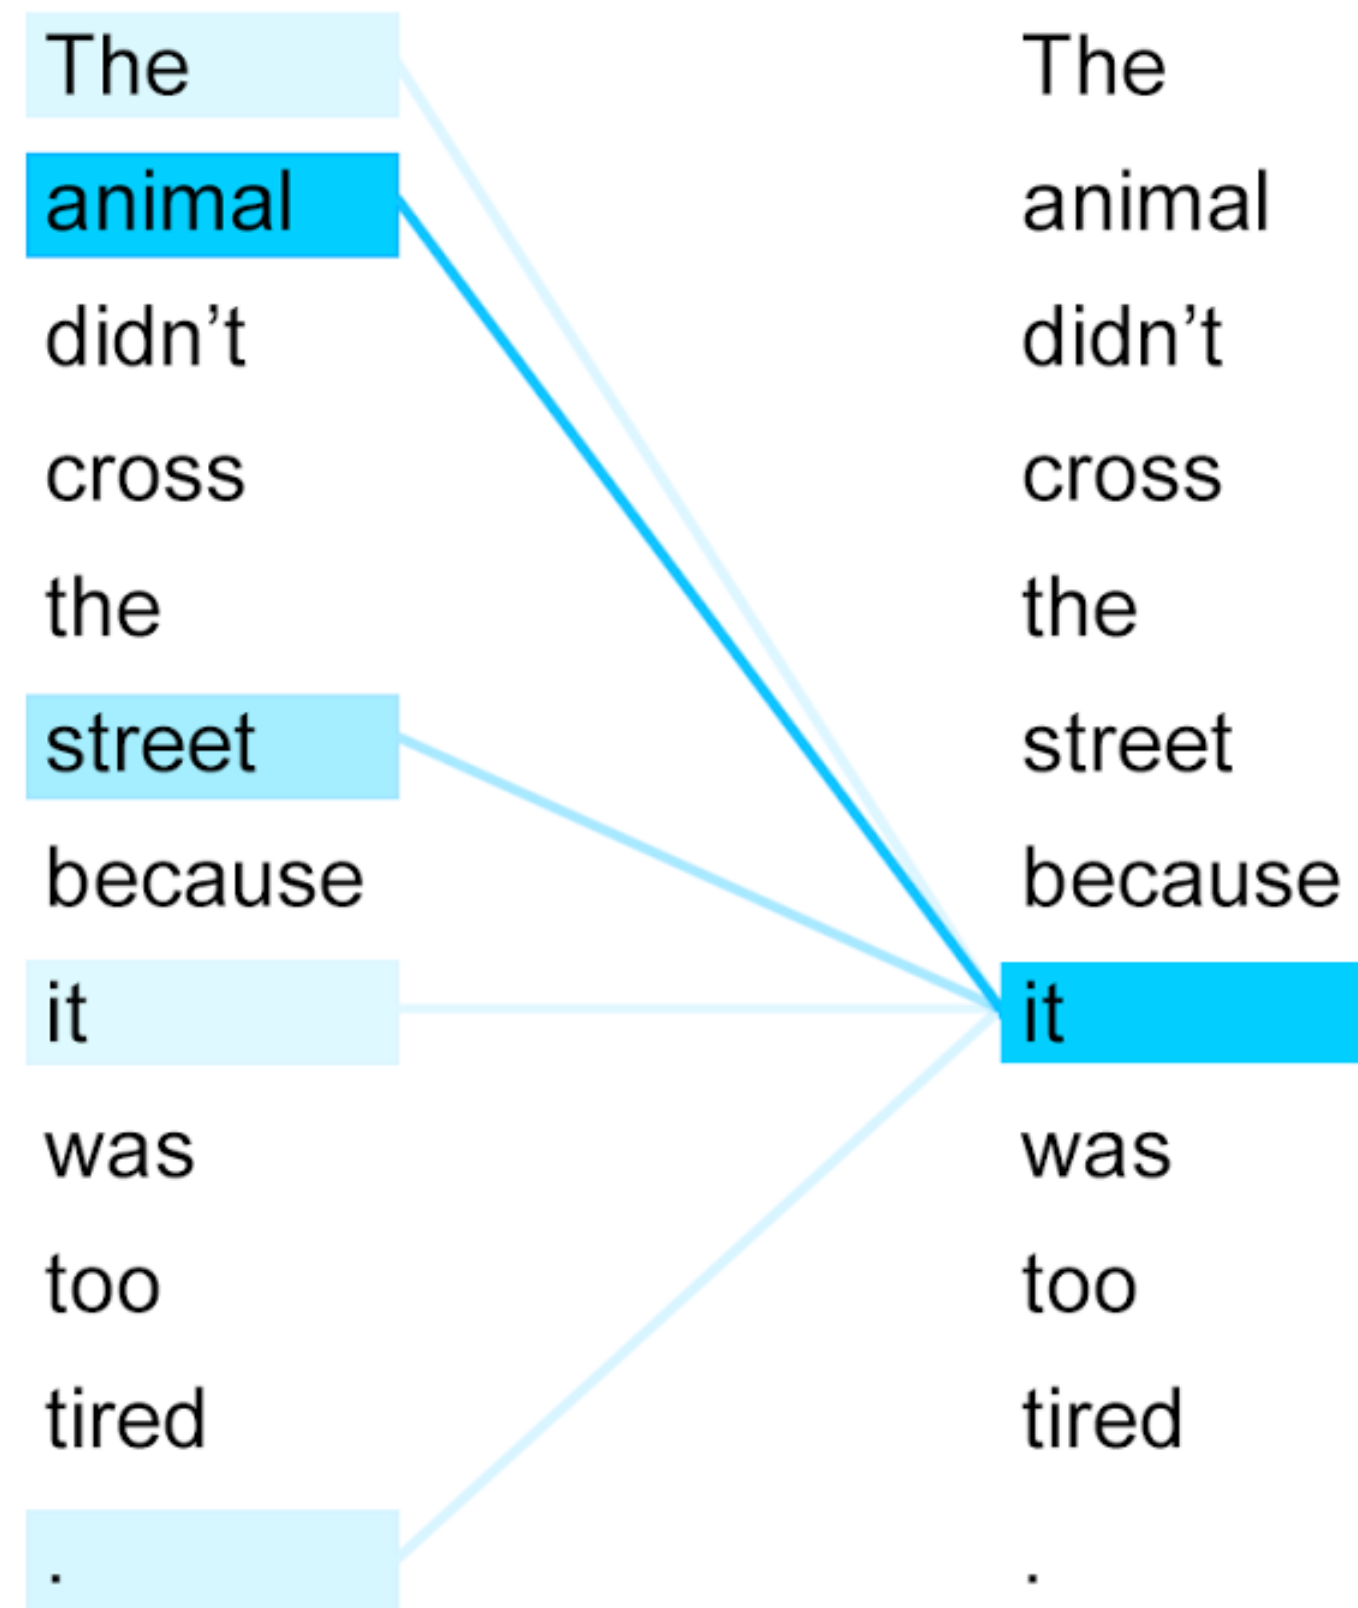 The
animal
didn’t
cross
the
street
because
it
was
too
tired
.
The
animal
didn’t
cross
the
street
because
it
was
too
tired
.